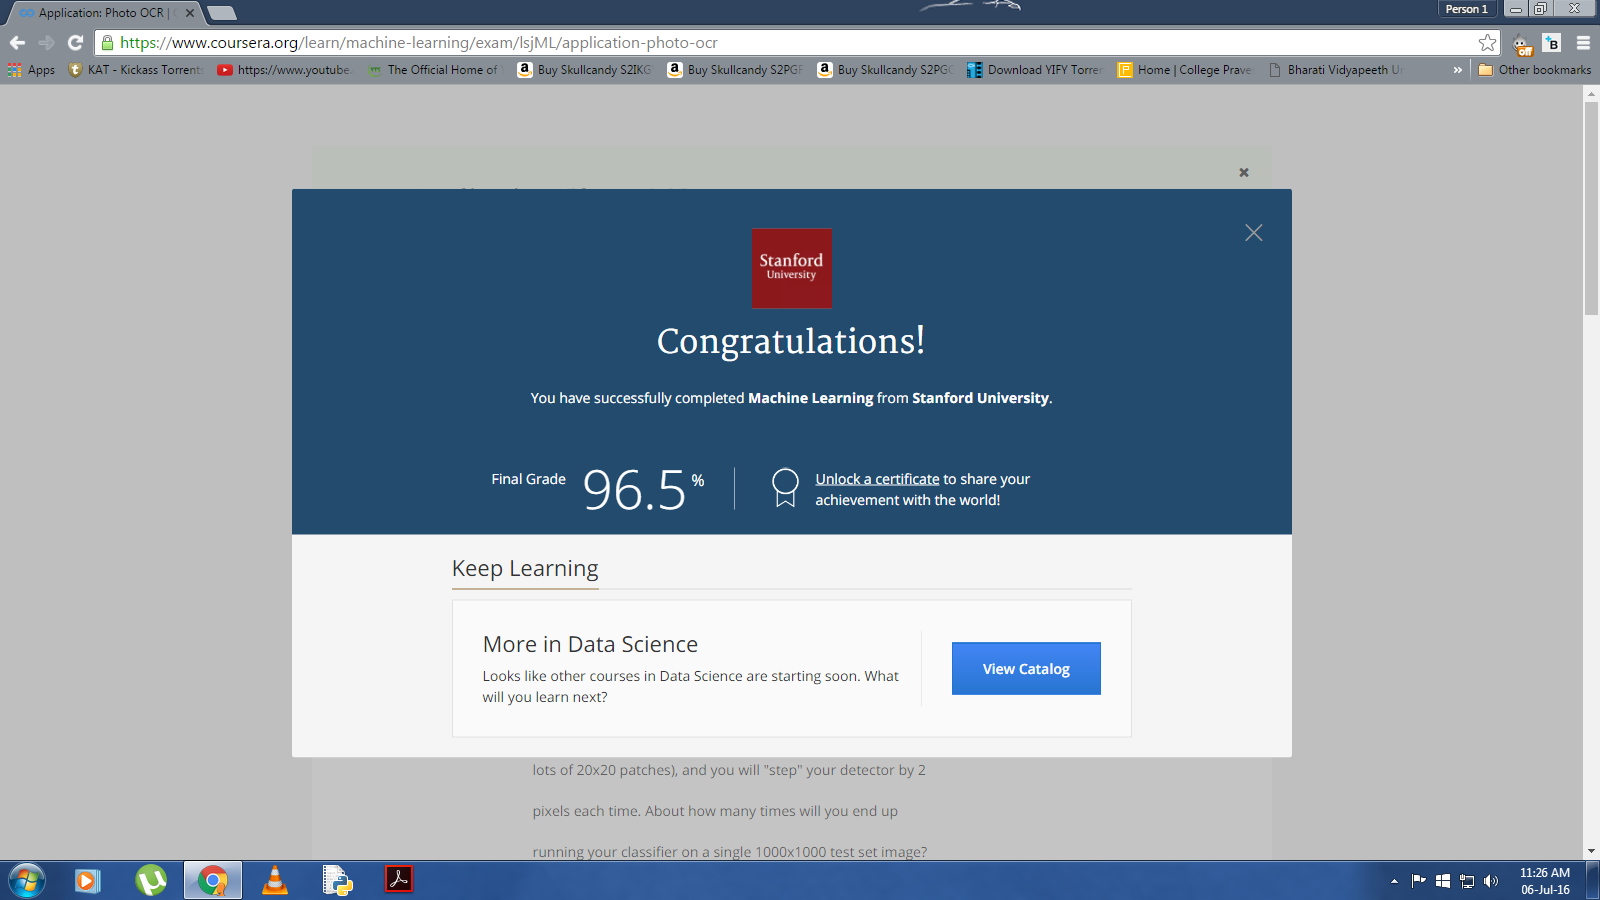 Application: Photo OCR |
Person 1
https://www.coursera.org/learn/machine-learning/exam/lsjML/application-photo-ocr
off
B
Apps
KAT - Kickass Torrents
https://www.youtube.
The Official Home of
Buy Skullcandy S2IKG
Buy Skullcandy S2PGF
Buy Skullcandy S2PGC
Download YIFY Torren
Home | College Prave
Bharati Vidyapeeth U
»
Other bookmarks
Stanford
University
Congratulations!
You have successfully completed Machine Learning from Stanford University.
Final Grade
96.5 %
Unlock a certificate to share your
achievement with the world!
Keep Learning
More in Data Science
Looks like other courses in Data Science are starting soon. What
will you learn next?
View Catalog
lots of 20x20 patches), and you will "step" your detector by 2
pixels each time. About how many times will you end up
running your classifier on a single 1000x1000 test set image?
11:26 AM
06-Jul-16